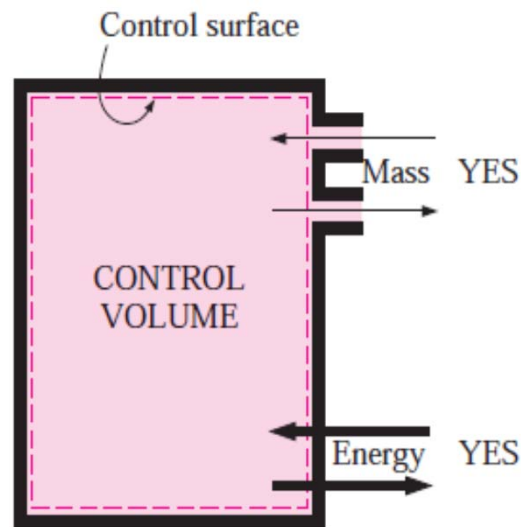 Control surface
Mass YES
CONTROL
VOLUME
Energy YES